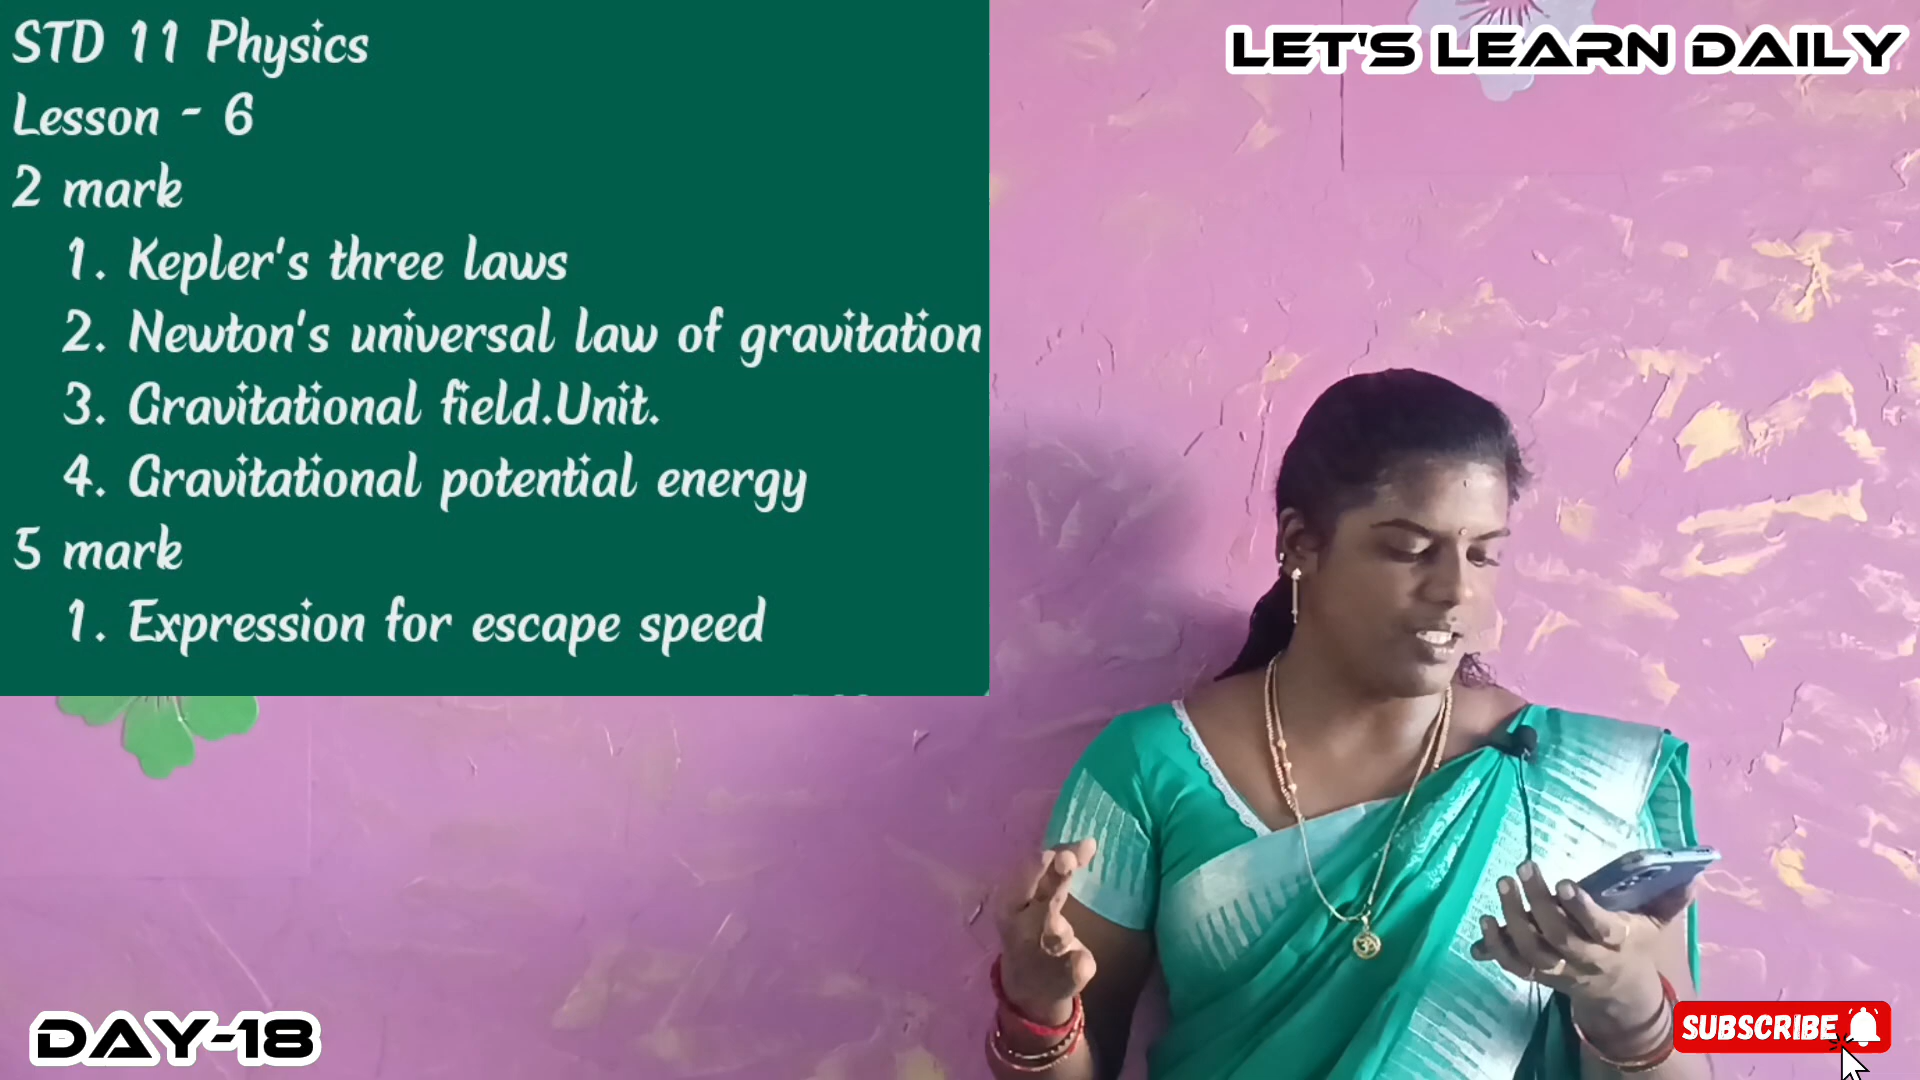 STD 11 Physics
LET'S LEARN DAILY
Lesson - 6
2 mark
1. Kepler's three laws
2. Newton's universal law of gravitation
3. Gravitational field.Unit.
4. Gravitational potential energy
5 mark
1. Expression for escape speed
DAY-18
SUBSCRIBE